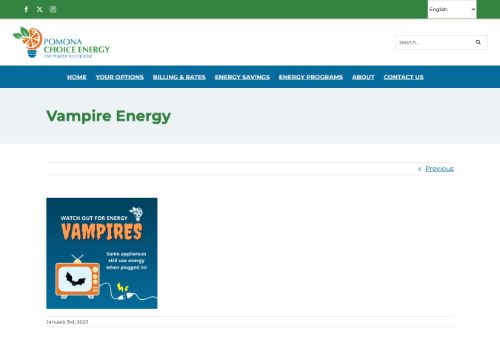 English
POMONA
CHOICE ENERGY
THE POWER TO CHOOSE
Search...
HOME YOUR OPTIONS BILLING & RATES ENERGY SAVINGS ENERGY PROGRAMS ABOUT CONTACT US
Vampire Energy
Previous
WATCH OUT FOR ENERGY
VAMPIRES
Some appliances
still use energy
when plugged in!
January 3rd, 2023